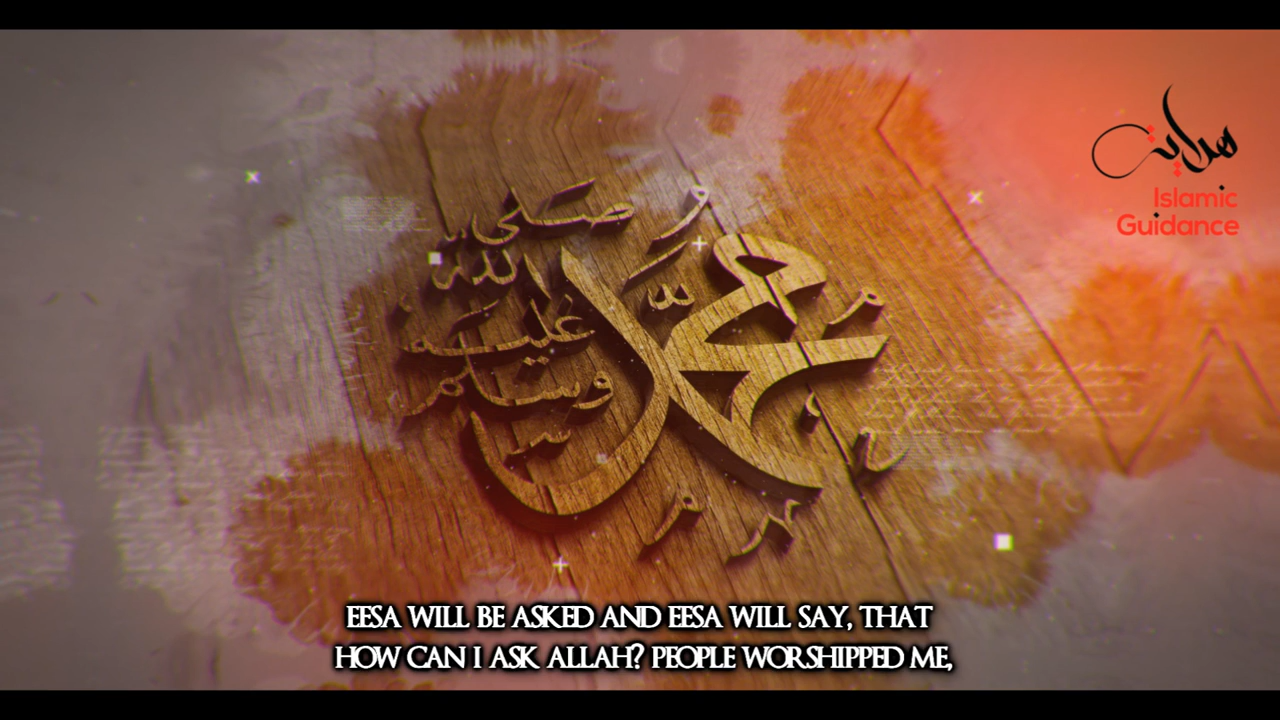 هداية
Islamic
Guidance
محمد
وصلى
الله
عليه
وسلم
EESA WILL BE ASKED AND EESA WILL SAY, THAT
HOW CAN I ASK ALLAH? PEOPLE WORSHIPPED ME,